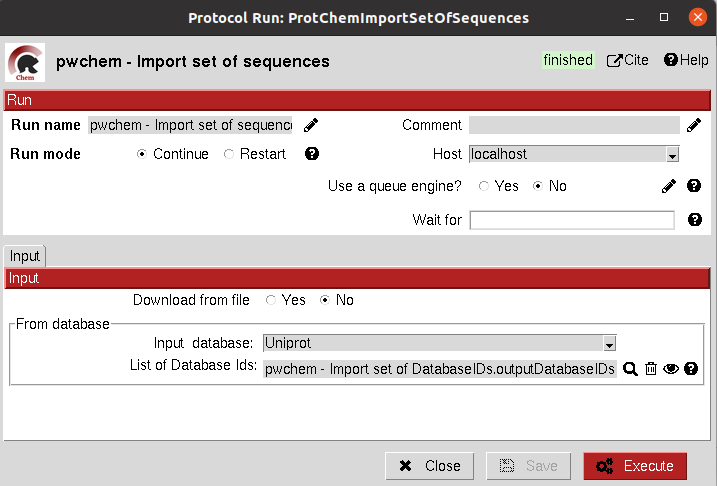 Protocol Run: ProtChemImportSetOfSequences
Chem
pwchem - Import set of sequences
finished
Cite
Help
Run
Run name pwchem - Import set of sequenc
Comment
Run mode Continue Restart
Host localhost
Use a queue engine? Yes No
Wait for
Input
Input
Download from file Yes No
From database
Input database: Uniprot
List of Database Ids: pwchem - Import set of DatabaseIDs.outputDatabaseIDs
Close Save Execute